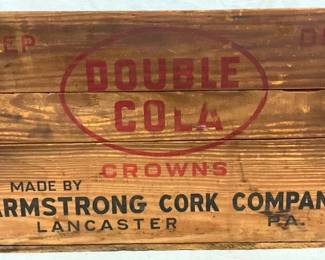 DOUBLE
COLA
CROWNS
MADE BY
ARMSTRONG CORK COMPAN
LANCASTER PA.